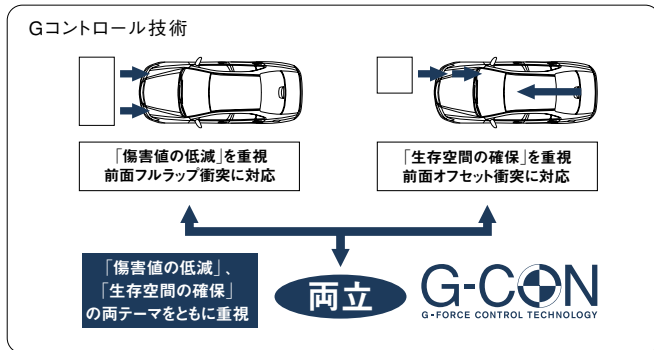 Gコントロール技術
「傷害値の低減」を重視
前面フルラップ衝突に対応
「生存空間の確保」を重視
前面オフセット衝突に対応
「傷害値の低減」、
「生存空間の確保」
の両テーマをともに重視
両立
G-CON
G-FORCE CONTROL TECHNOLOGY